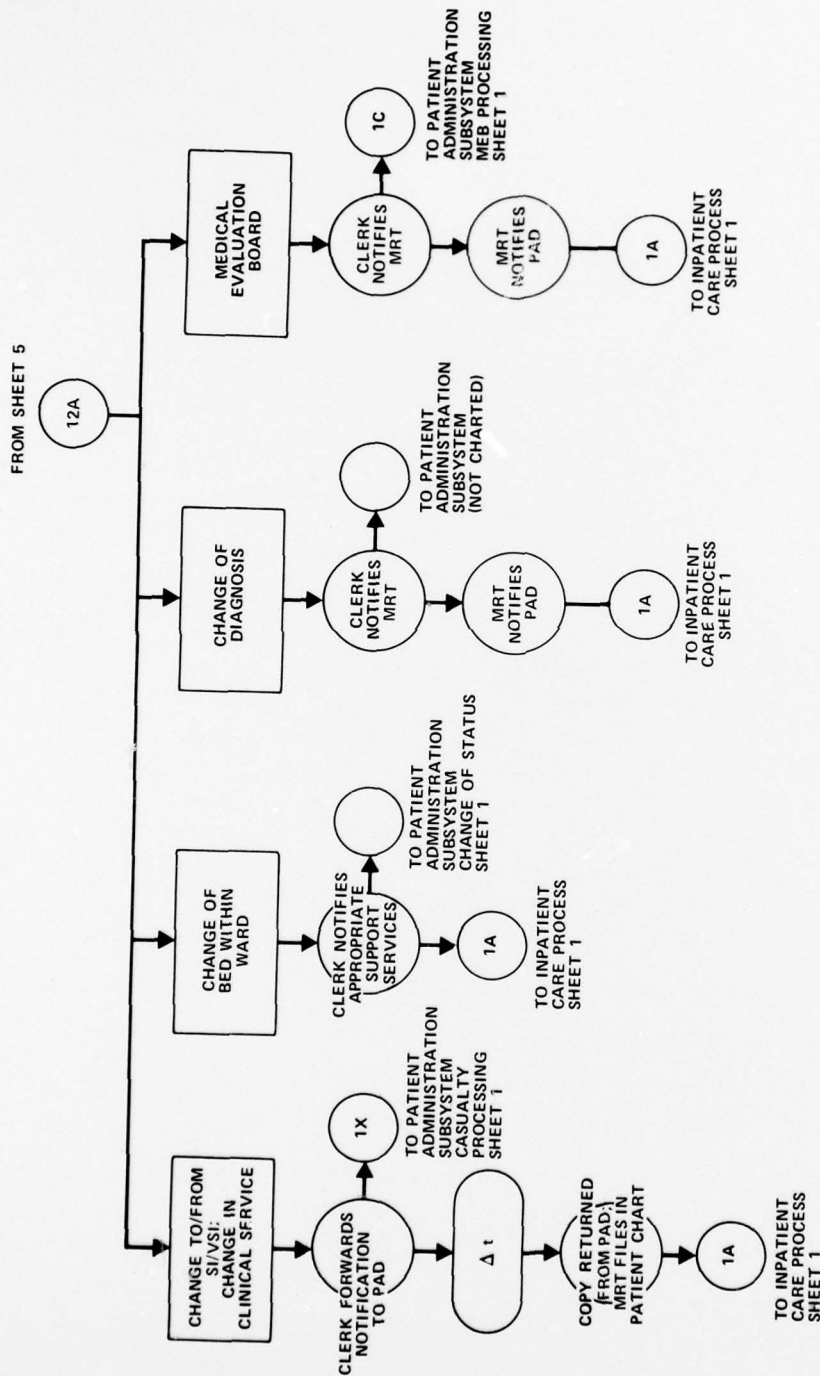 FROM SHEET 5
12A
CHANGE TO/FROM
SI/VSI;
CHANGE IN
CLINICAL SERVICE
CLERK FORWARDS
NOTIFICATION
TO PAD
1X
TO PATIENT
ADMINISTRATION
SUBSYSTEM
CASUALTY
PROCESSING
SHEET 1
Δ t
COPY RETURNED
(FROM PAD;)
MRT FILES IN
PATIENT CHART
1A
TO INPATIENT
CARE PROCESS
SHEET 1
CHANGE OF
BED WITHIN
WARD
CLERK NOTIFIES
APPROPRIATE
SUPPORT
SERVICES
TO PATIENT
ADMINISTRATION
SUBSYSTEM
CHANGE OF STATUS
SHEET 1
1A
TO INPATIENT
CARE PROCESS
SHEET 1
CHANGE OF
DIAGNOSIS
CLERK
NOTIFIES
MRT
TO PATIENT
ADMINISTRATION
SUBSYSTEM
(NOT CHARTED)
MRT
NOTIFIES
PAD
1A
TO INPATIENT
CARE PROCESS
SHEET 1
MEDICAL
EVALUATION
BOARD
CLERK
NOTIFIES
MRT
1C
TO PATIENT
ADMINISTRATION
SUBSYSTEM
MEB PROCESSING
SHEET 1
MRT
NOTIFIES
PAD
1A
TO INPATIENT
CARE PROCESS
SHEET 1